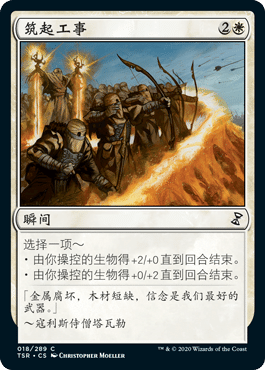 筑起工事 2
瞬间
选择一项～
•由你操控的生物得+2/+0直到回合结束。
•由你操控的生物得+0/+2直到回合结束。
「金属腐坏，木材短缺，信念是我们最好的
武器。」
～寇利斯侍僧塔瓦勒
018/289 C
TSR • CS CHRISTOPHER MOELLER
™ & © 2020 Wizards of the Coast